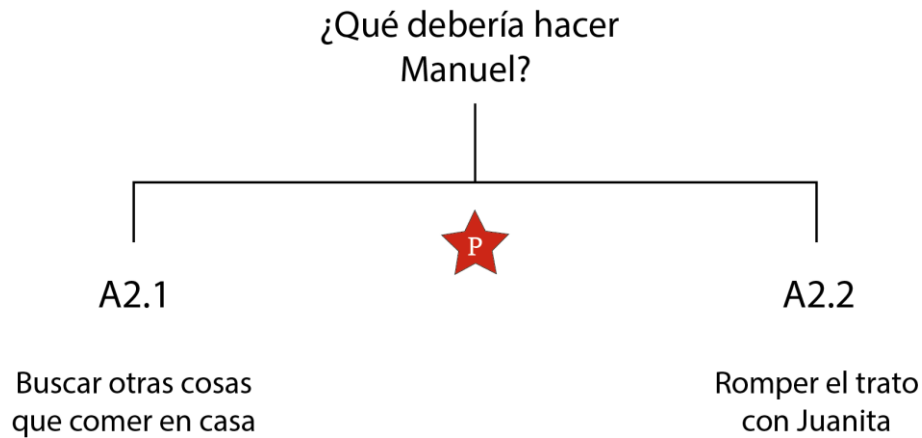 ¿Qué debería hacer
Manuel?
P
A2.1
A2.2
Buscar otras cosas
que comer en casa
Romper el trato
con Juanita